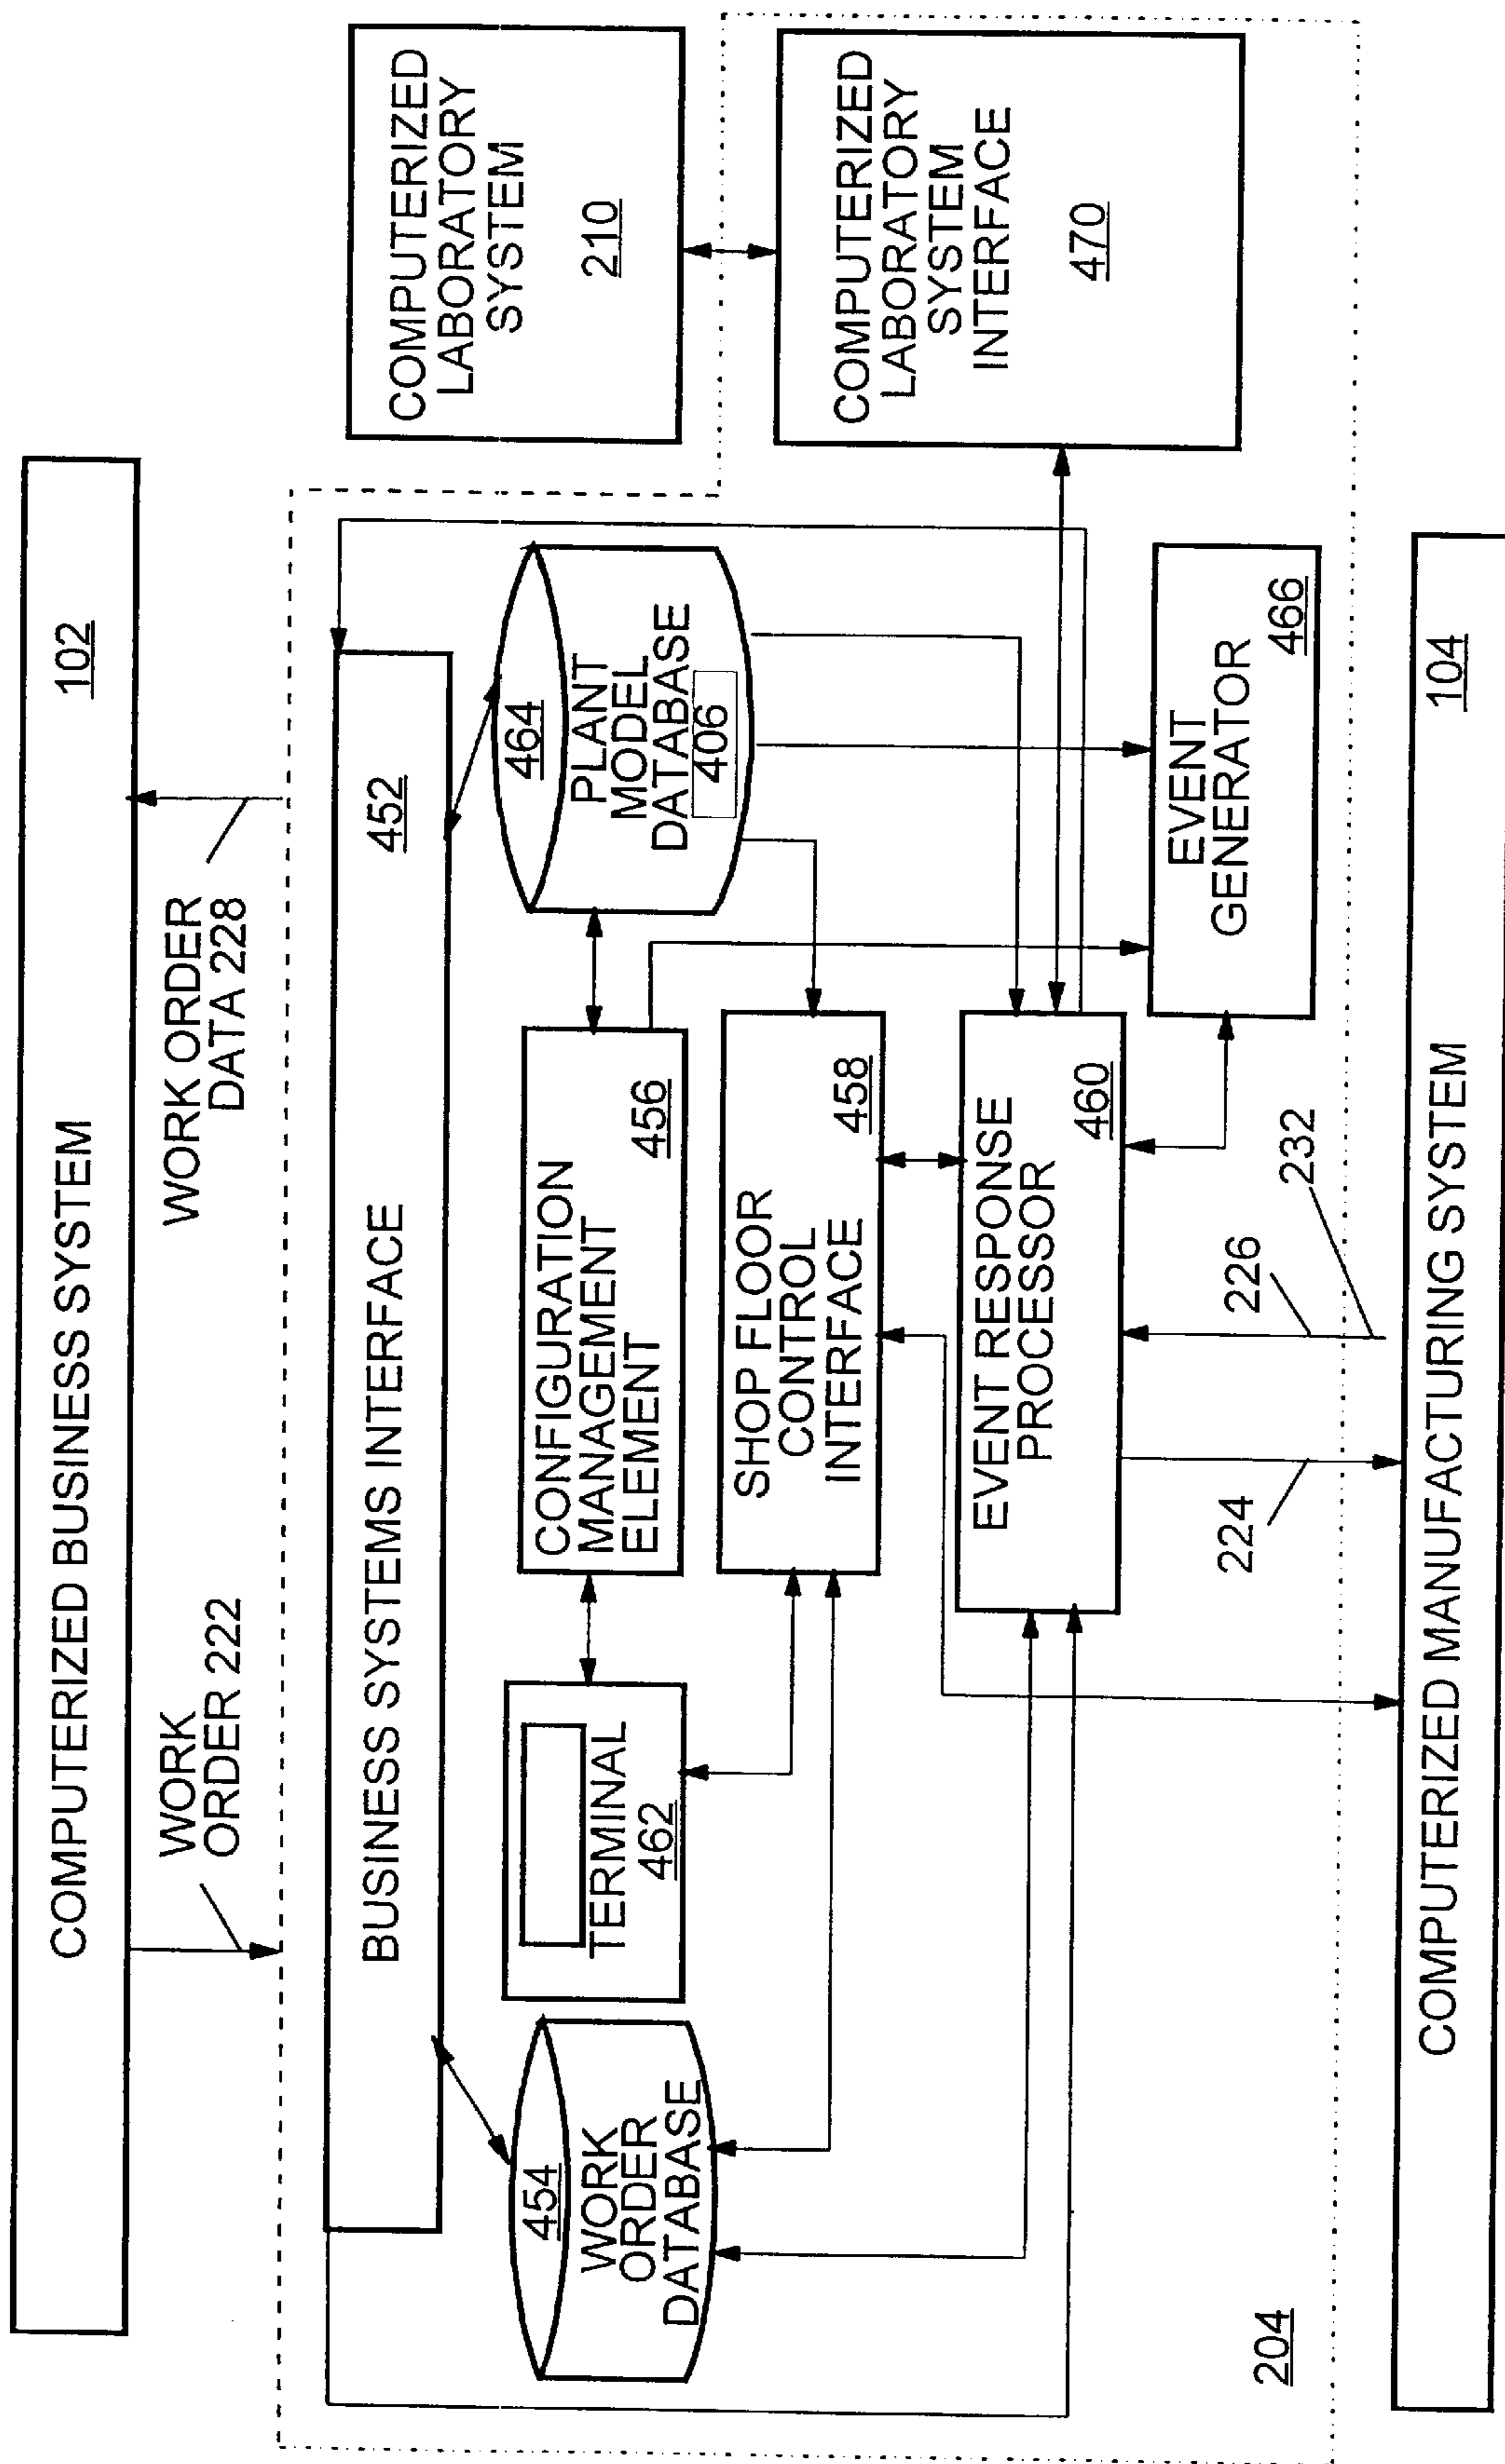 COMPUTERIZED BUSINESS SYSTEM
102
WORK
ORDER 222
WORK ORDER
DATA 228
BUSINESS SYSTEMS INTERFACE
452
COMPUTERIZED
LABORATORY
SYSTEM
210
454
WORK
ORDER
DATABASE
TERMINAL
462
CONFIGURATION
MANAGEMENT
ELEMENT
456
464
PLANT
MODEL
DATABASE
406
SHOP FLOOR
CONTROL
INTERFACE
458
COMPUTERIZED
LABORATORY
SYSTEM
INTERFACE
470
EVENT RESPONSE
PROCESSOR
460
EVENT
GENERATOR
466
224
226
232
204
COMPUTERIZED MANUFACTURING SYSTEM
104